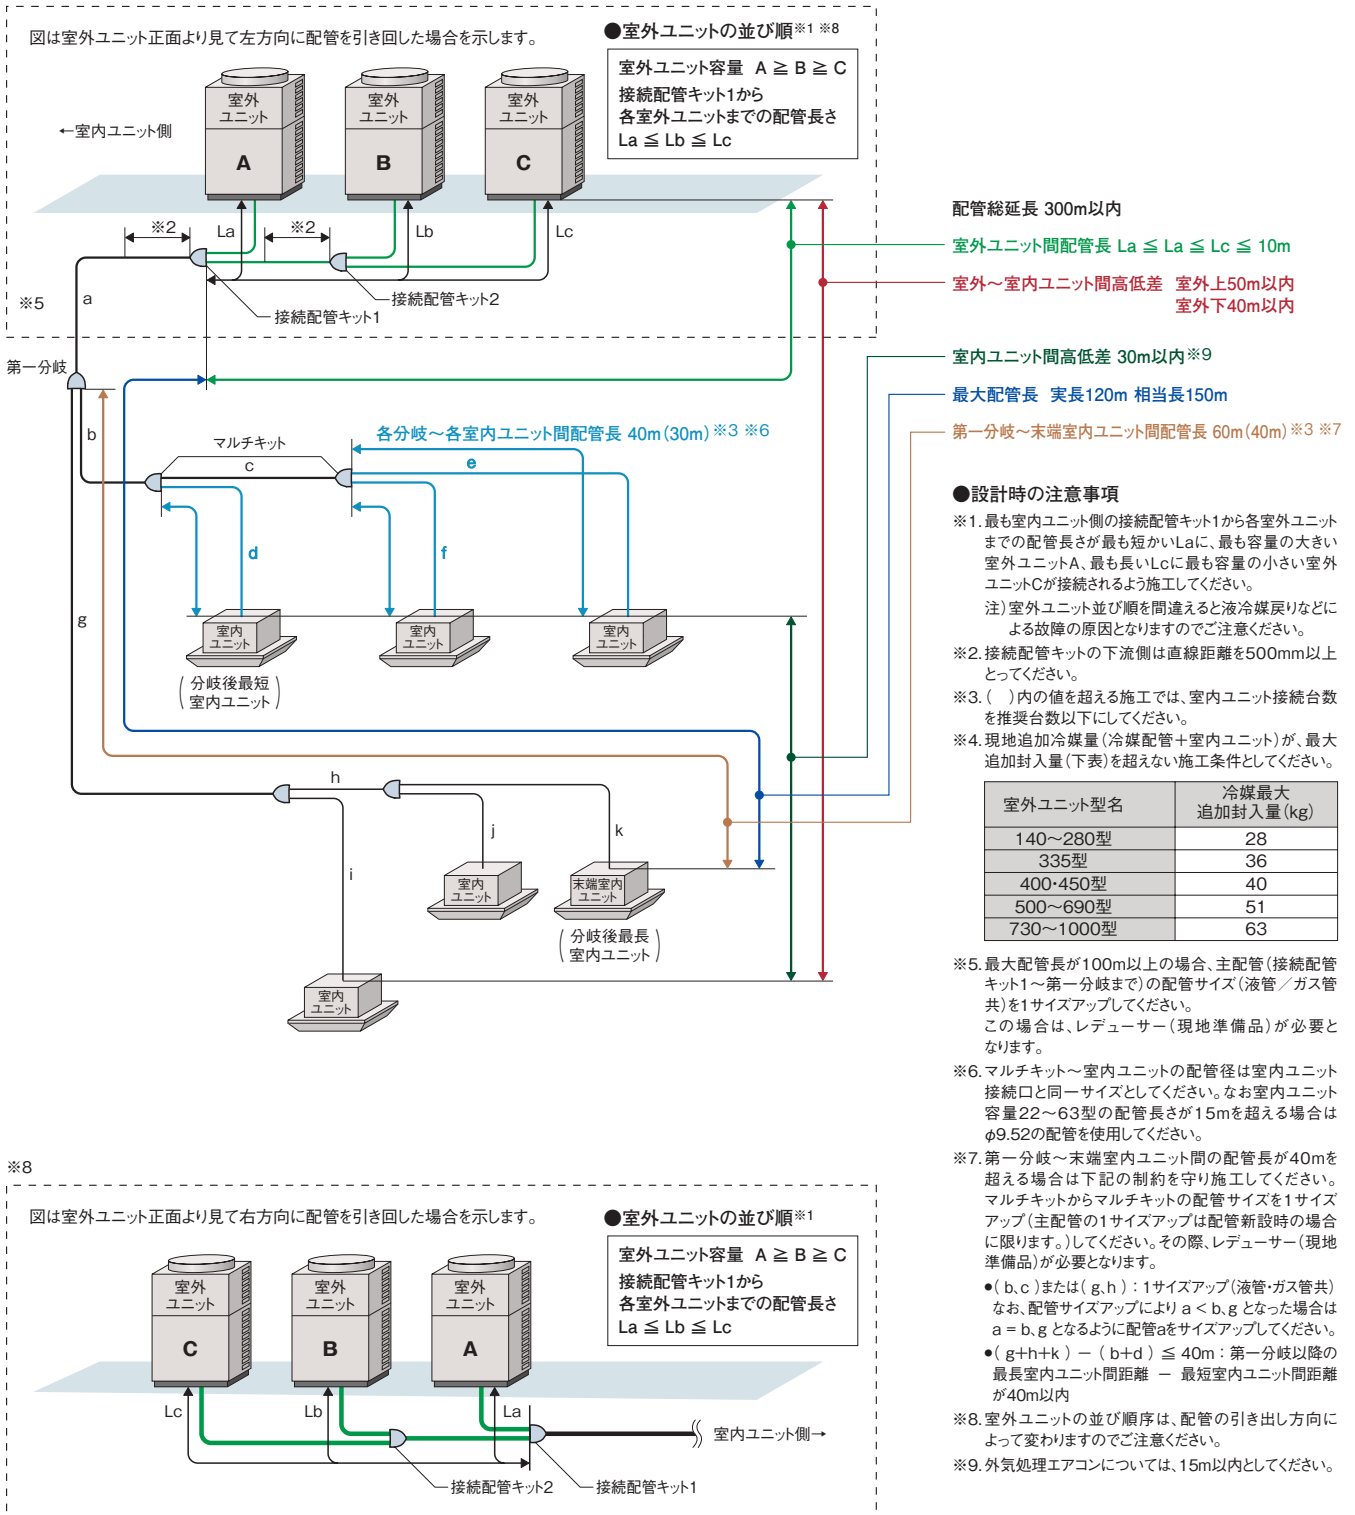 図は室外ユニット正面より見て左方向に配管を引き回した場合を示します。
●室外ユニットの並び順※1 ※8
室外ユニット容量 A ≧ B ≧ C
接続配管キット1から
各室外ユニットまでの配管長さ
La ≦ Lb ≦ Lc
←室内ユニット側
室外
ユニット
A
室外
ユニット
B
室外
ユニット
C
※2
La
※2
Lb
Lc
a
※5
接続配管キット2
接続配管キット1
第一分岐
配管総延長 300m以内
室外ユニット間配管長 La ≦ La ≦ Lc ≦ 10m
室外～室内ユニット間高低差 室外上50m以内
室外下40m以内
室内ユニット間高低差 30m以内※9
最大配管長 実長120m 相当長150m
第一分岐～末端室内ユニット間配管長 60m(40m)※3 ※7
b
マルチキット
c
各分岐～各室内ユニット間配管長 40m(30m)※3 ※6
e
d
f
g
室内
ユニット
室内
ユニット
室内
ユニット
(分岐後最短
室内ユニット)
h
j
k
i
室内
ユニット
末端室内
ユニット
(分岐後最長
室内ユニット)
室内
ユニット
●設計時の注意事項
※1.最も室内ユニット側の接続配管キット1から各室外ユニット
までの配管長さが最も短かいLaに、最も容量の大きい
室外ユニットA、最も長いLcに最も容量の小さい室外
ユニットCが接続されるよう施工してください。
注)室外ユニット並び順を間違えると液冷媒戻りなどに
よる故障の原因となりますのでご注意ください。
※2.接続配管キットの下流側は直線距離を500mm以上
とってください。
※3.( )内の値を超える施工では、室内ユニット接続台数
を推奨台数以下にしてください。
※4.現地追加冷媒量(冷媒配管+室内ユニット)が、最大
追加封入量(下表)を超えない施工条件としてください。
室外ユニット型名 冷媒最大
追加封入量(kg)
140～280型 28
335型 36
400・450型 40
500～690型 51
730～1000型 63
※5.最大配管長が100m以上の場合、主配管(接続配管
キット1～第一分岐まで)の配管サイズ(液管/ガス管
共)を1サイズアップしてください。
この場合は、レデューサー(現地準備品)が必要と
なります。
※6.マルチキット～室内ユニットの配管径は室内ユニット
接続口と同一サイズとしてください。なお室内ユニット
容量22～63型の配管長さが15mを超える場合は
φ9.52の配管を使用してください。
※7.第一分岐～末端室内ユニット間の配管長が40mを
超える場合は下記の制約を守り施工してください。
マルチキットからマルチキットの配管サイズを1サイズ
アップ(主配管の1サイズアップは配管新設時の場合
に限ります。)してください。その際、レデューサー(現地
準備品)が必要となります。
●( b、c )または( g、h ) : 1サイズアップ(液管・ガス管共)
なお、配管サイズアップにより a < b、g となった場合は
a = b、g となるように配管aをサイズアップしてください。
●( g+h+k ) － ( b+d ) ≦ 40m : 第一分岐以降の
最長室内ユニット間距離 － 最短室内ユニット間距離
が40m以内
※8.室外ユニットの並び順序は、配管の引き出し方向に
よって変わりますのでご注意ください。
※9.外気処理エアコンについては、15m以内としてください。
※8
図は室外ユニット正面より見て右方向に配管を引き回した場合を示します。
●室外ユニットの並び順※1
室外ユニット容量 A ≧ B ≧ C
接続配管キット1から
各室外ユニットまでの配管長さ
La ≦ Lb ≦ Lc
室外
ユニット
C
室外
ユニット
B
室外
ユニット
A
Lc
Lb
La
室内ユニット側→
接続配管キット2
接続配管キット1